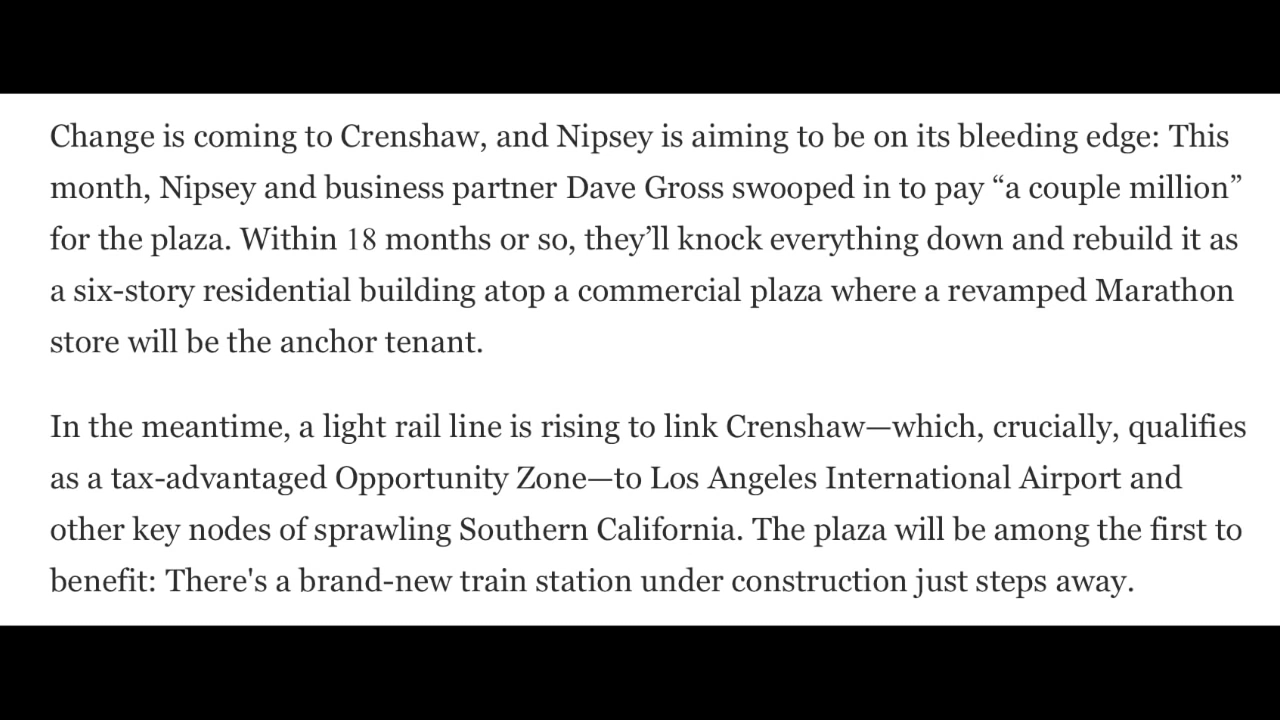 Change is coming to Crenshaw, and Nipsey is aiming to be on its bleeding edge: This
month, Nipsey and business partner Dave Gross swooped in to pay “a couple million”
for the plaza. Within 18 months or so, they’ll knock everything down and rebuild it as
a six-story residential building atop a commercial plaza where a revamped Marathon
store will be the anchor tenant.
In the meantime, a light rail line is rising to link Crenshaw—which, crucially, qualifies
as a tax-advantaged Opportunity Zone—to Los Angeles International Airport and
other key nodes of sprawling Southern California. The plaza will be among the first to
benefit: There's a brand-new train station under construction just steps away.